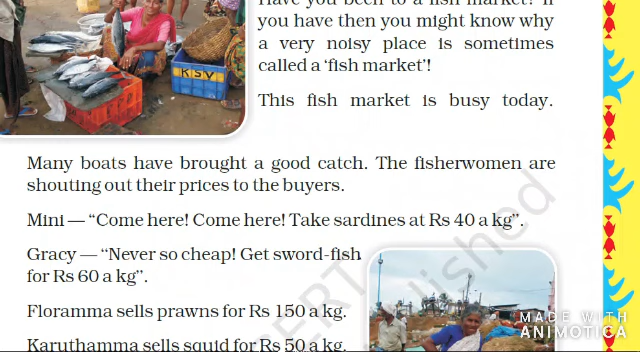 Have you been to a fish market? If
you have then you might know why
a very noisy place is sometimes
called a ‘fish market’!
This fish market is busy today.
KSV
Many boats have brought a good catch. The fisherwomen are
shouting out their prices to the buyers.
Mini — “Come here! Come here! Take sardines at Rs 40 a kg”.
Gracy — “Never so cheap! Get sword-fish
for Rs 60 a kg”.
Floramma sells prawns for Rs 150 a kg.
Karuthamma sells squid for Rs 50 a kg.
MADE WITH
ANIMOTICA